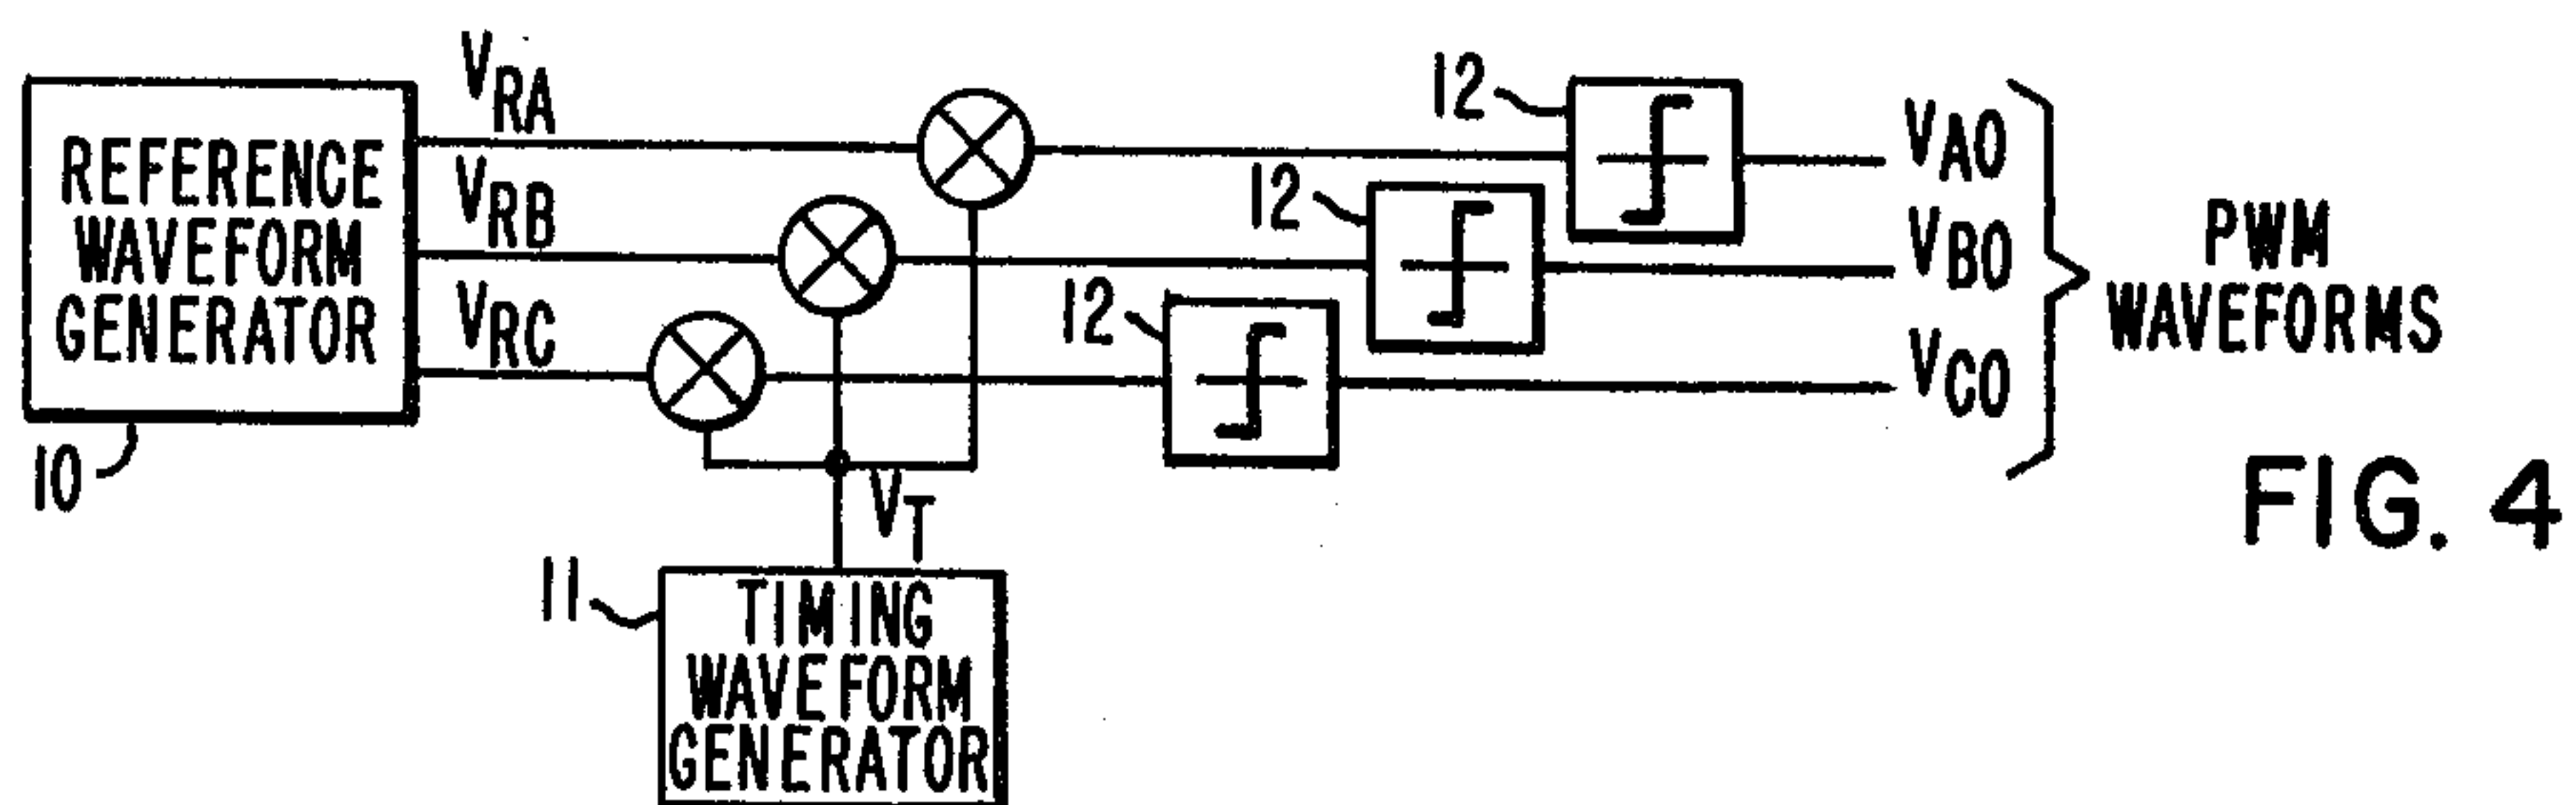 REFERENCE
WAVEFORM
GENERATOR
10
VRA
VRB
VRC
12
12
12
VAO
VBO
VCO
PWM
WAVEFORMS
VT
11
TIMING
WAVEFORM
GENERATOR
FIG. 4